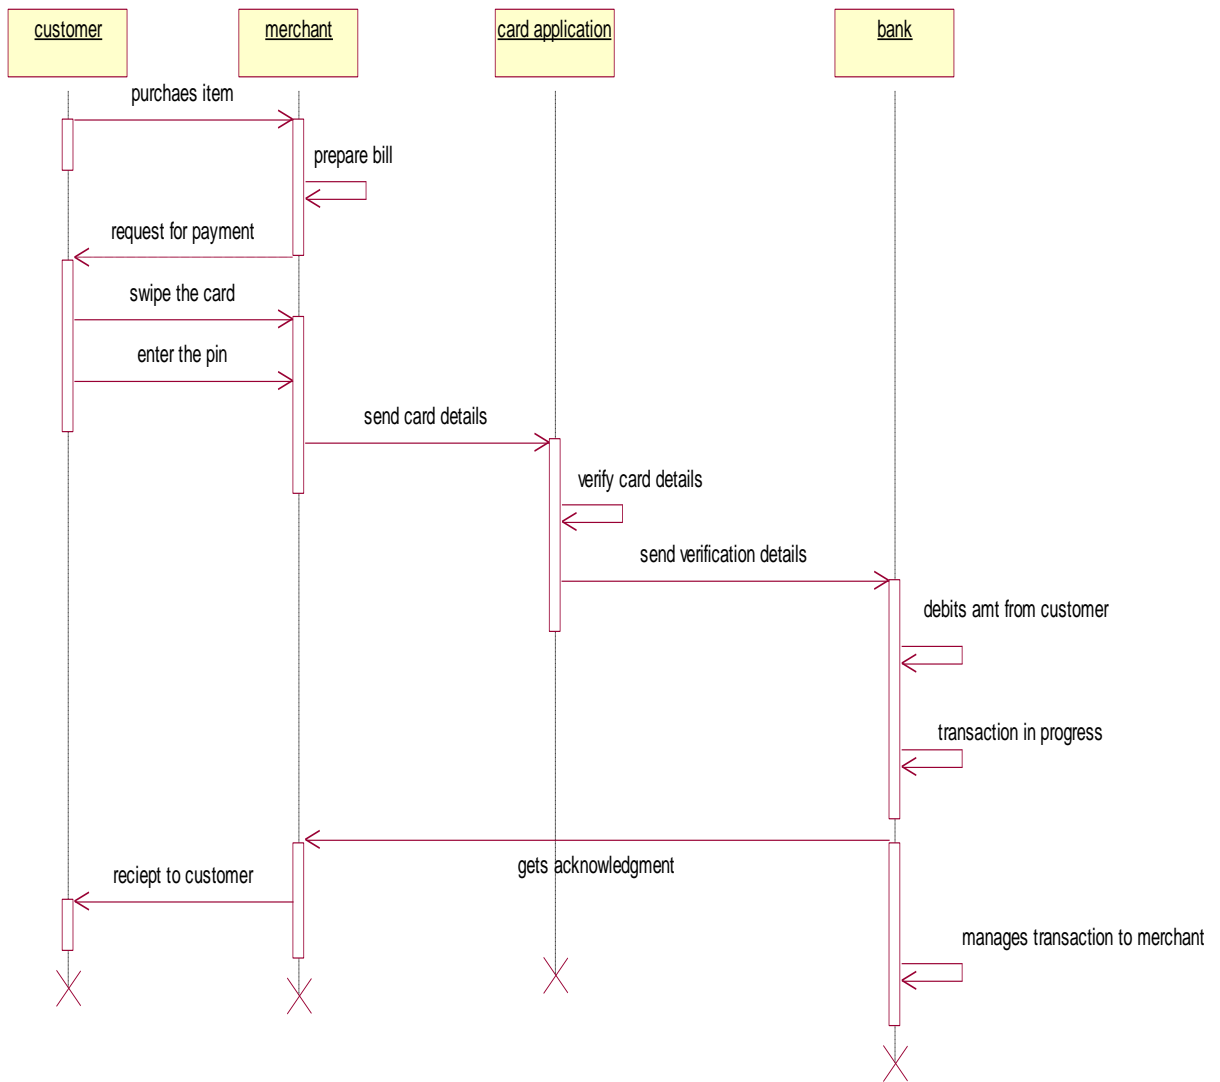 customer
merchant
card application
bank
purchaes item
prepare bill
request for payment
swipe the card
enter the pin
send card details
verify card details
send verification details
debits amt from customer
transaction in progress
gets acknowledgment
reciept to customer
manages transaction to merchant